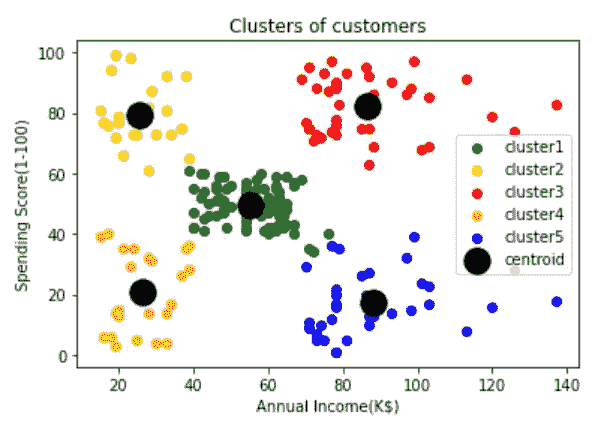 Clusters of customers
Spending Score(1-100)
100
80
60
40
20
0
cluster1
cluster2
cluster3
cluster4
cluster5
centroid
20 40 60 80 100 120 140
Annual Income(K$)